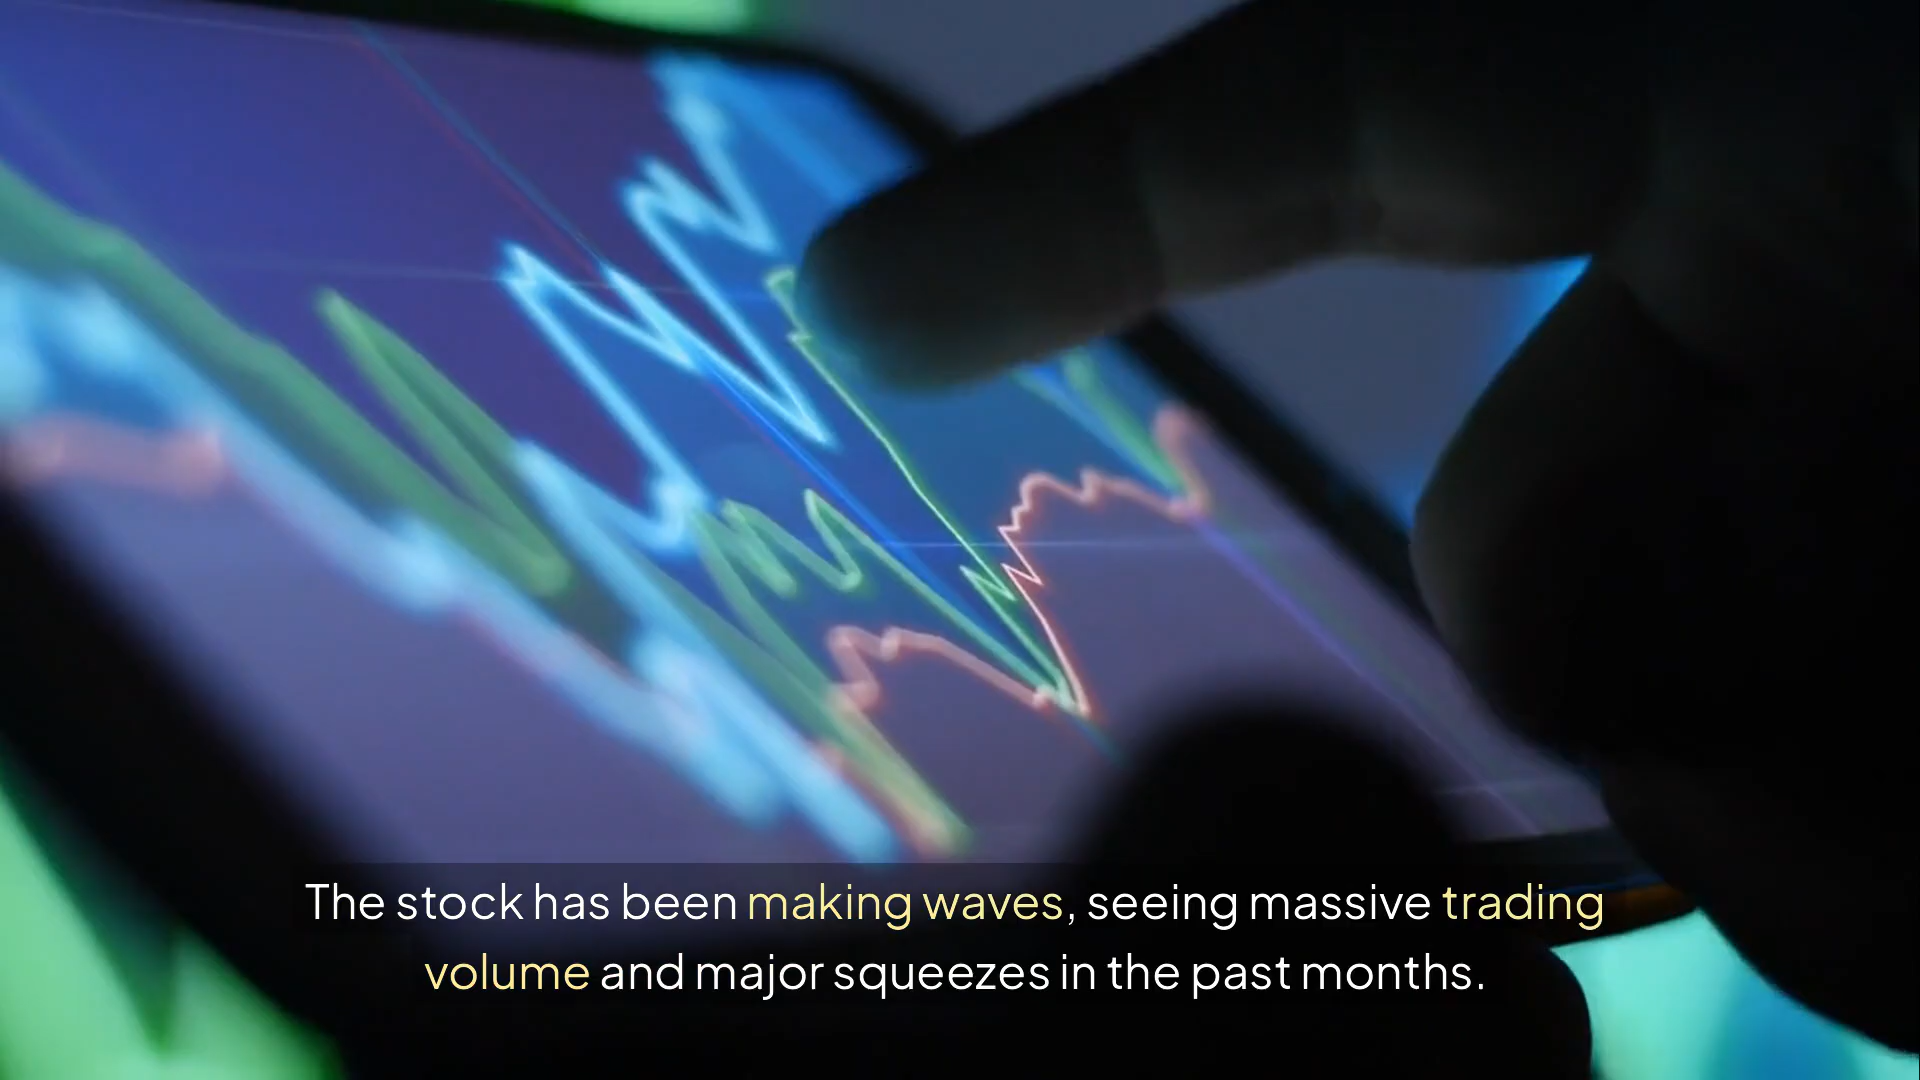 The stock has been making waves, seeing massive trading
volume and major squeezes in the past months.